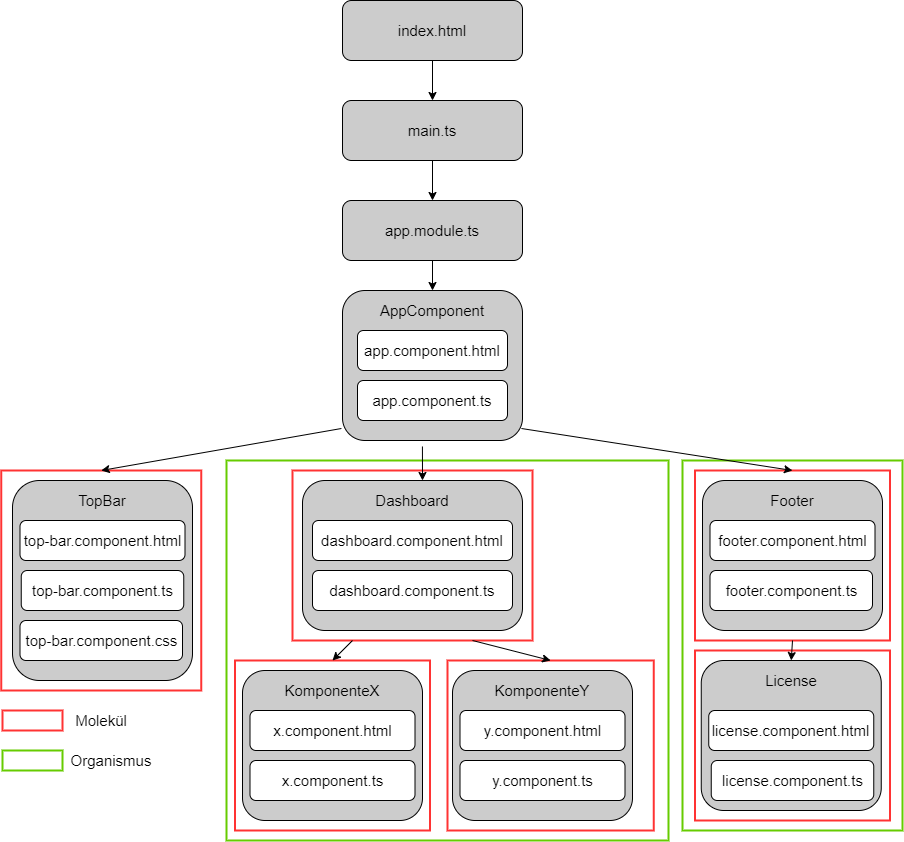 index.html
main.ts
app.module.ts
AppComponent
app.component.html
app.component.ts
TopBar
top-bar.component.html
top-bar.component.ts
top-bar.component.css
Dashboard
dashboard.component.html
dashboard.component.ts
Footer
footer.component.html
footer.component.ts
KomponenteX
x.component.html
x.component.ts
KomponenteY
y.component.html
y.component.ts
License
license.component.html
license.component.ts
Molekül
Organismus